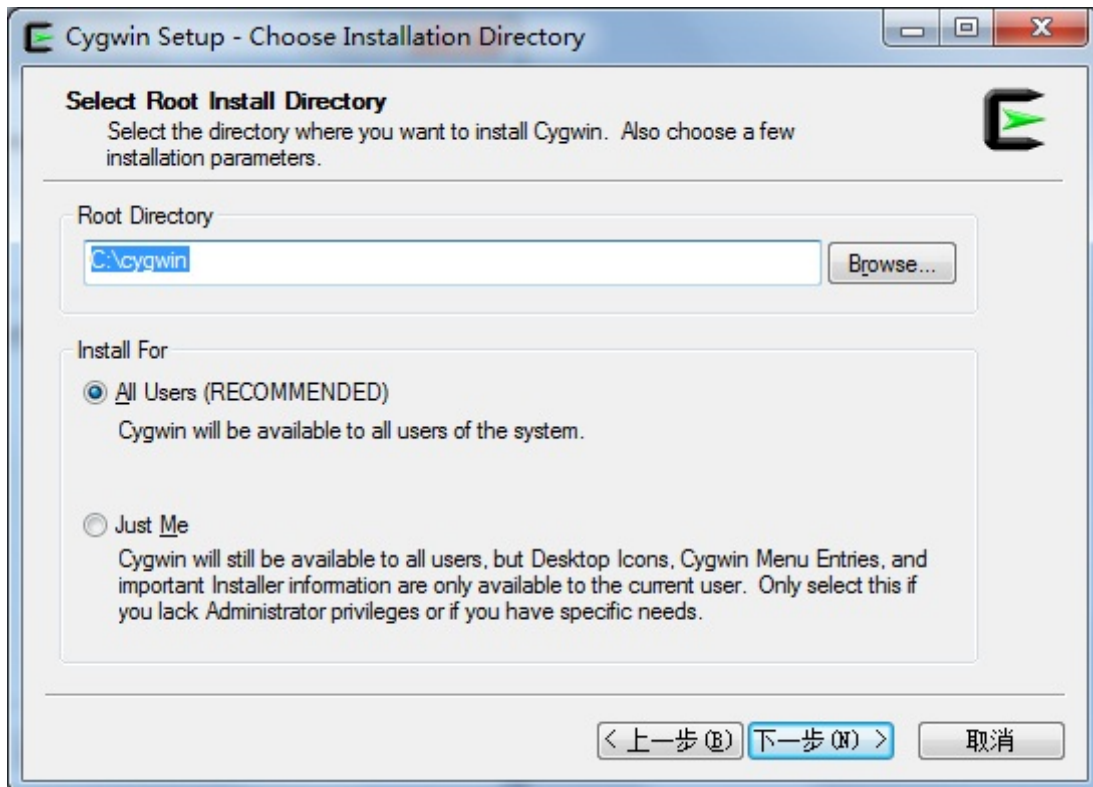 Cygwin Setup - Choose Installation Directory
Select Root Install Directory
Select the directory where you want to install Cygwin. Also choose a few
installation parameters.
Root Directory
C:\cygwin
Browse...
Install For
All Users (RECOMMENDED)
Cygwin will be available to all users of the system.
Just Me
Cygwin will still be available to all users, but Desktop Icons, Cygwin Menu Entries, and
important Installer information are only available to the current user. Only select this if
you lack Administrator privileges or if you have specific needs.
< 上一步(B) 下一步(N) > 取消